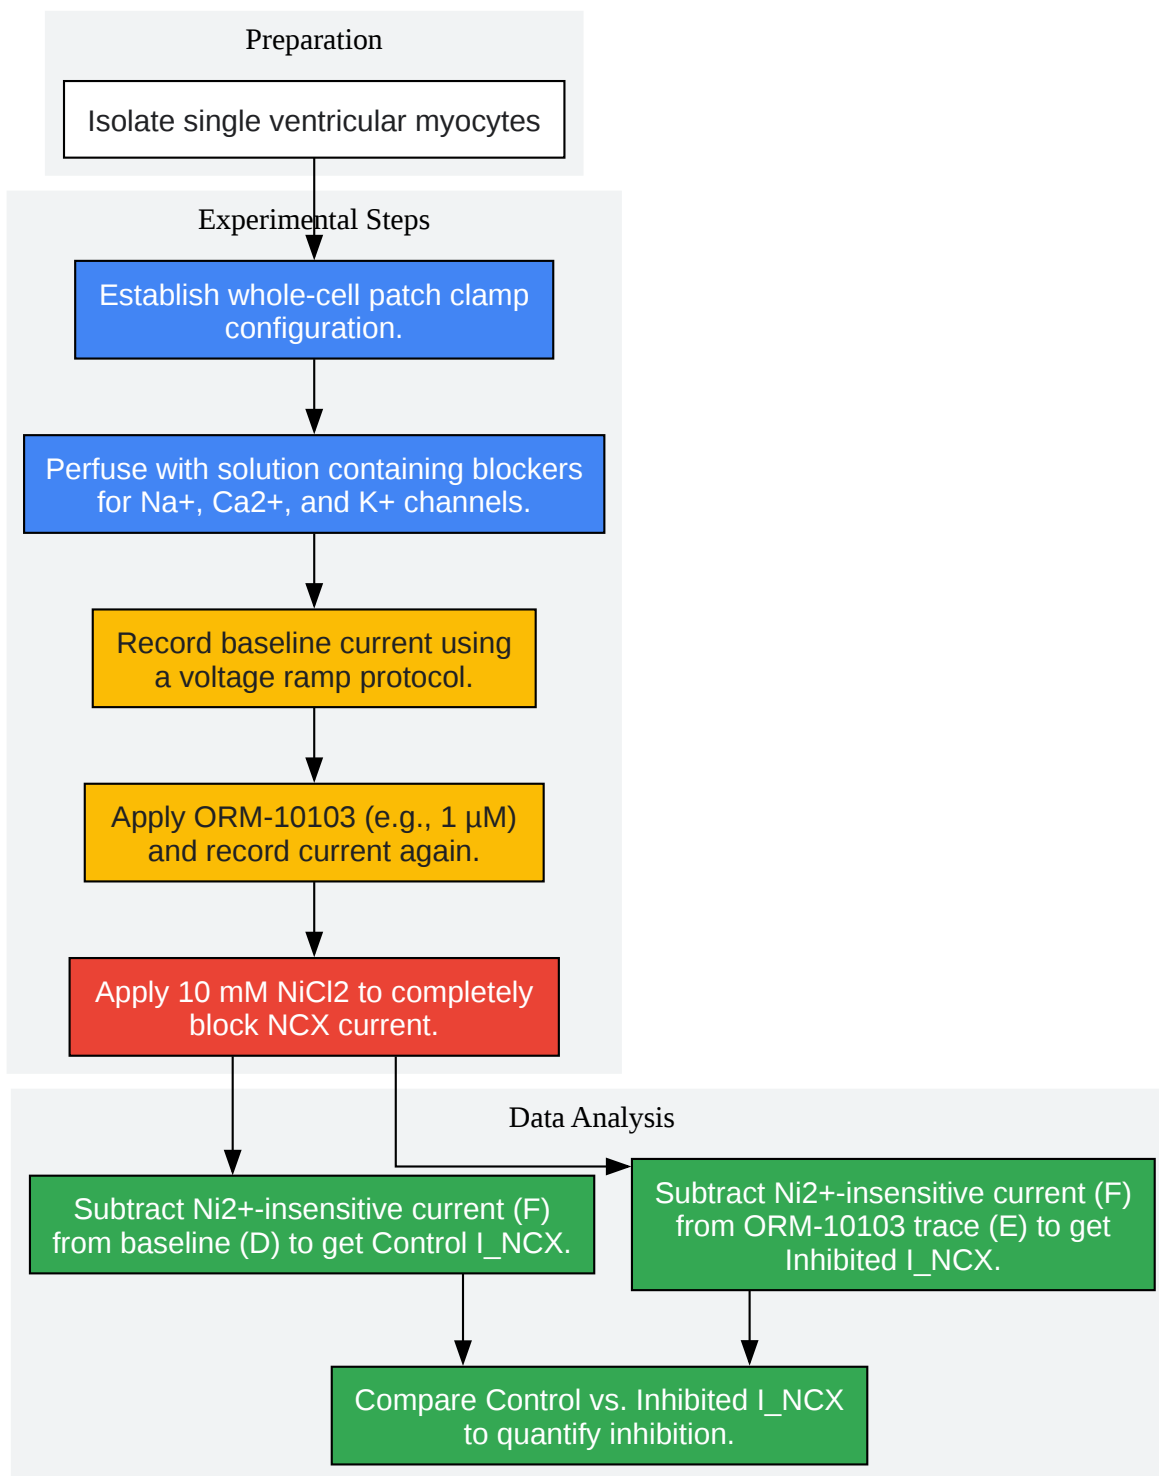 Preparation
Isolate single ventricular myocytes
Experimental Steps
Establish whole-cell patch clamp
configuration.
Perfuse with solution containing blockers
for Na+, Ca2+, and K+ channels.
Record baseline current using
a voltage ramp protocol.
Apply ORM-10103 (e.g., 1 µM)
and record current again.
Apply 10 mM NiCl2 to completely
block NCX current.
Data Analysis
Subtract Ni2+-insensitive current (F)
from baseline (D) to get Control I_NCX.
Subtract Ni2+-insensitive current (F)
from ORM-10103 trace (E) to get
Inhibited I_NCX.
Compare Control vs. Inhibited I_NCX
to quantify inhibition.